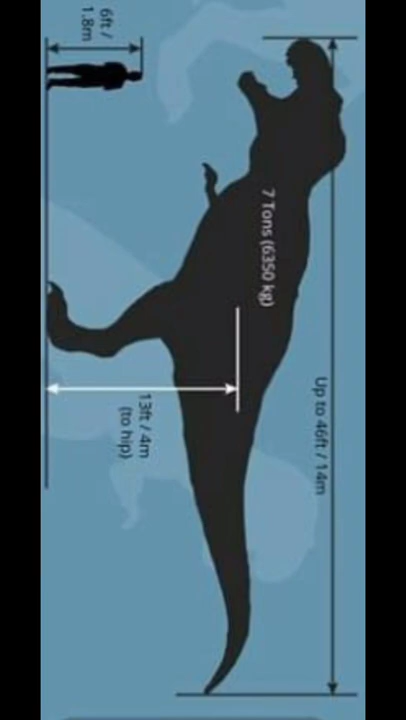 6ft /
1.8m
7 Tons (6350 kg)
Up to 46ft / 14m
13ft / 4m
(to hip)